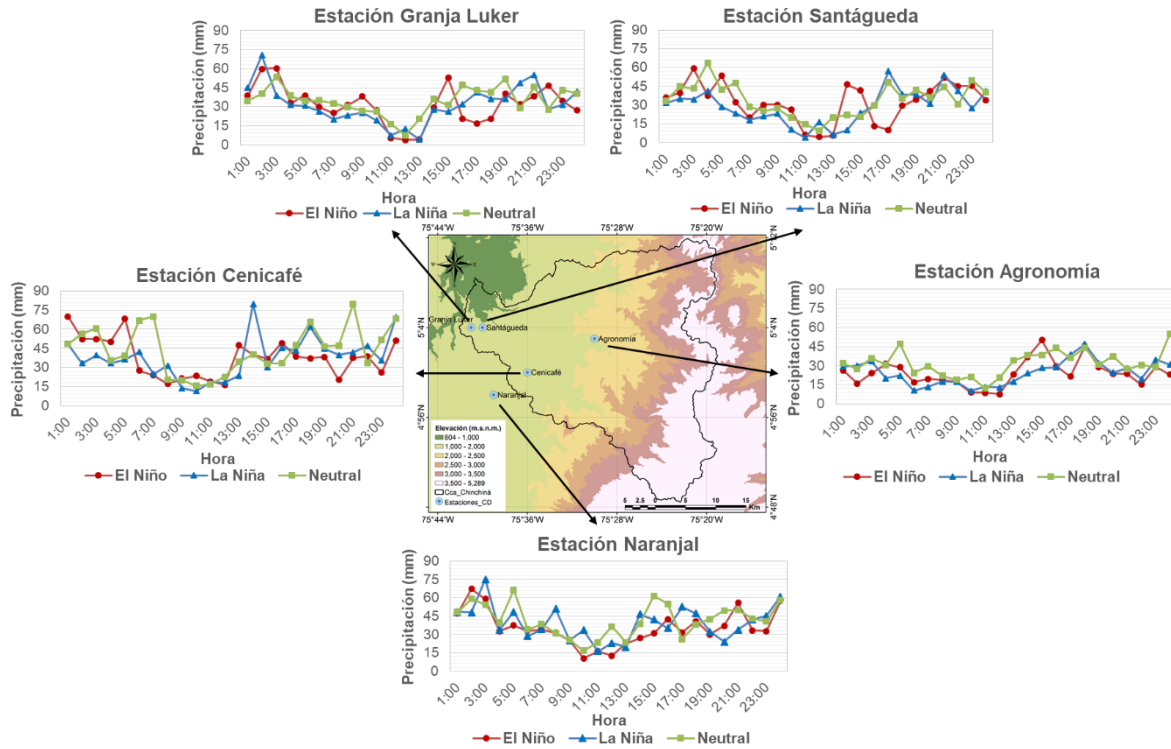 Estación Granja Luker
Precipitación (mm)
90
75
60
45
30
15
0
1:00 3:00 5:00 7:00 9:00 11:00 13:00 15:00 17:00 19:00 21:00 23:00
Hora
El Niño La Niña Neutral
Estación Santágueda
Precipitación (mm)
90
75
60
45
30
15
0
1:00 3:00 5:00 7:00 9:00 11:00 13:00 15:00 17:00 19:00 21:00 23:00
Hora
El Niño La Niña Neutral
Estación Cenicafé
Precipitación (mm)
90
75
60
45
30
15
0
1:00 3:00 5:00 7:00 9:00 11:00 13:00 15:00 17:00 19:00 21:00 23:00
Hora
El Niño La Niña Neutral
75°44'W 75°36'W 75°28'W 75°20'W
5°12'N
5°4'N 5°4'N
4°56'N 4°56'N
4°48'N
Granja Luker
Santágueda
Agronomía
Cenicafé
Naranjal
Elevación (m.s.n.m.)
804 - 1,000
1,000 - 2,000
2,000 - 2,500
2,500 - 3,000
3,000 - 3,500
3,500 - 5,289
Cca_Chinchiná
Estaciones_CD
5 2.5 0 5 10 15
Km
75°44'W 75°36'W 75°28'W 75°20'W
Estación Agronomía
Precipitación (mm)
90
75
60
45
30
15
0
1:00 3:00 5:00 7:00 9:00 11:00 13:00 15:00 17:00 19:00 21:00 23:00
Hora
El Niño La Niña Neutral
Estación Naranjal
Precipitación (mm)
90
75
60
45
30
15
0
1:00 3:00 5:00 7:00 9:00 11:00 13:00 15:00 17:00 19:00 21:00 23:00
Hora
El Niño La Niña Neutral